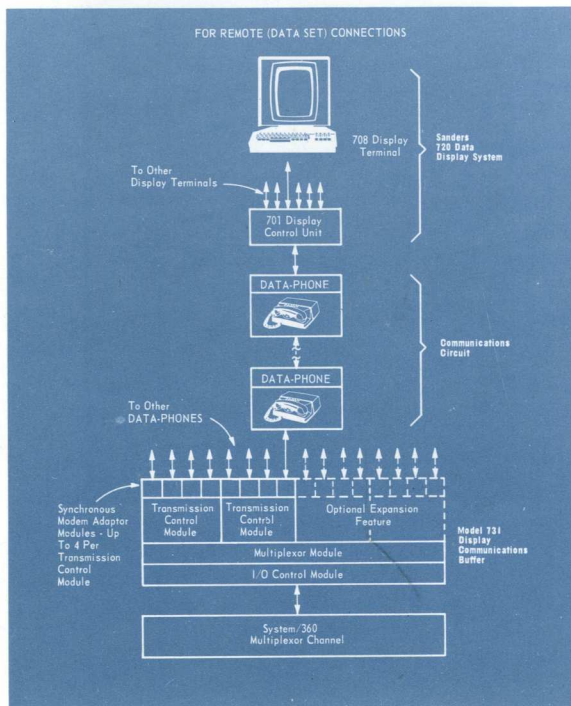 FOR REMOTE (DATA SET) CONNECTIONS
708 Display
Terminal
Sanders
720 Data
Display System
To Other
Display Terminals
701 Display
Control Unit
DATA-PHONE
Communications
Circuit
DATA-PHONE
To Other
DATA-PHONES
Synchronous
Modem Adaptor
Modules - Up
To 4 Per
Transmission
Control
Module
Transmission
Control
Module
Transmission
Control
Module
Optional Expansion
Feature
Model 731
Display
Communications
Buffer
Multiplexor Module
I/O Control Module
System/360
Multiplexor Channel